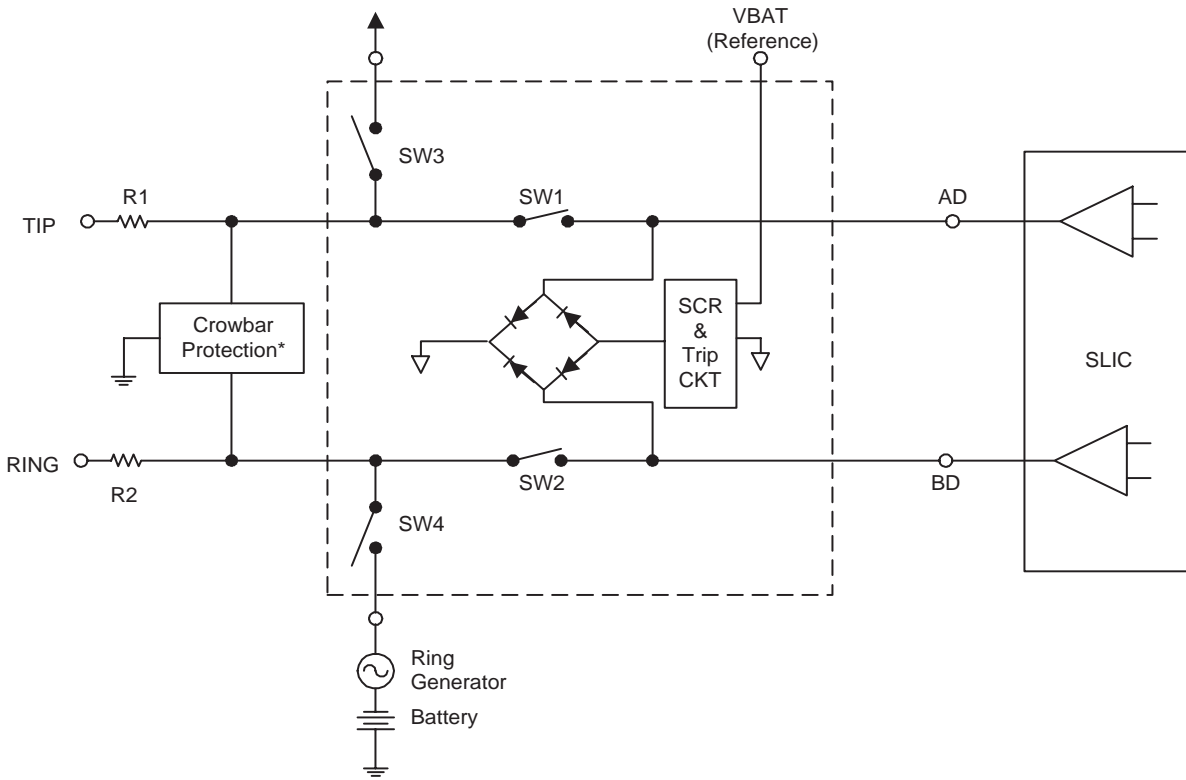 VBAT
(Reference)
SW3
R1
SW1
AD
TIP
Crowbar
Protection*
SCR
&
Trip
CKT
SLIC
RING
R2
SW2
BD
SW4
Ring
Generator
Battery